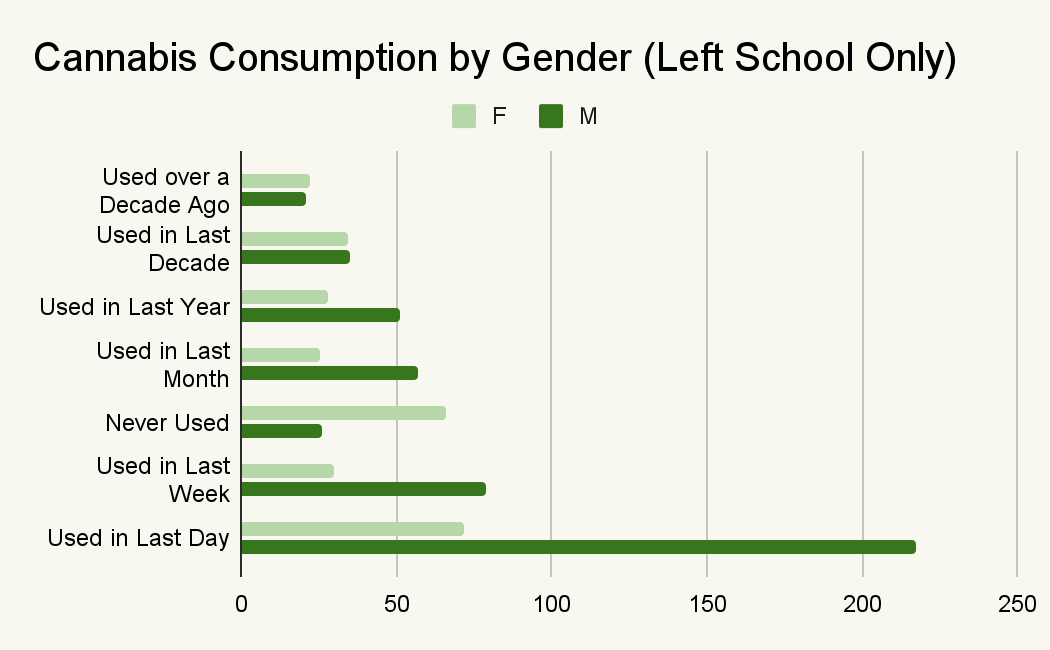 Cannabis Consumption by Gender (Left School Only)
F
M
Used over a
Decade Ago
Used in Last
Decade
Used in Last Year
Used in Last
Month
Never Used
Used in Last
Week
Used in Last Day
0
50
100
150
200
250